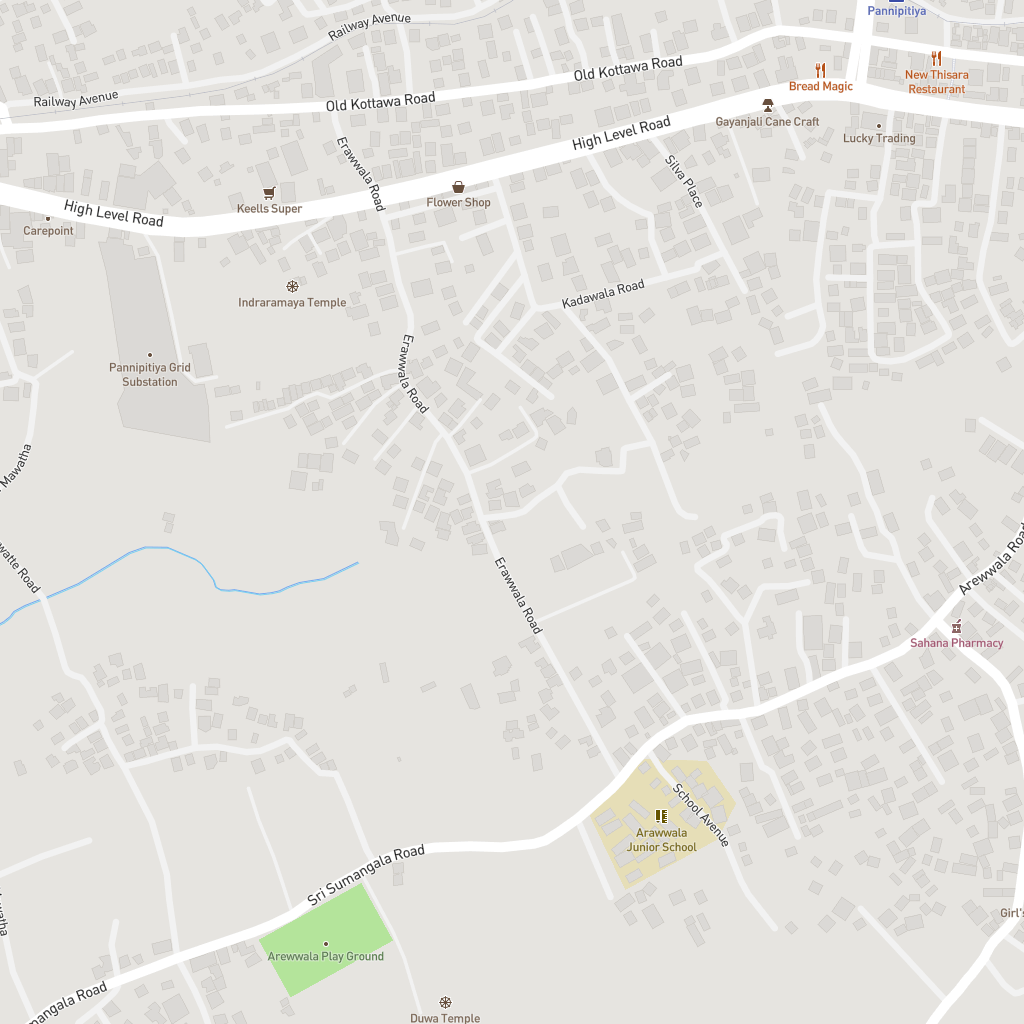 Pannipitiya
Railway Avenue
Old Kottawa Road
New Thisara
Restaurant
Bread Magic
Railway Avenue
Old Kottawa Road
Gayanjali Cane Craft
High Level Road
Lucky Trading
Erawwala Road
Silva Place
Keells Super
Flower Shop
High Level Road
Carepoint
Indraramaya Temple
Kadawala Road
Pannipitiya Grid
Substation
Erawwala Road
Mawatha
Arewwala Road
Road
Erawwala Road
Sahana Pharmacy
School Avenue
Arawwala
Junior School
Sri Sumangala Road
Girl's
Arewwala Play Ground
Road
Duwa Temple